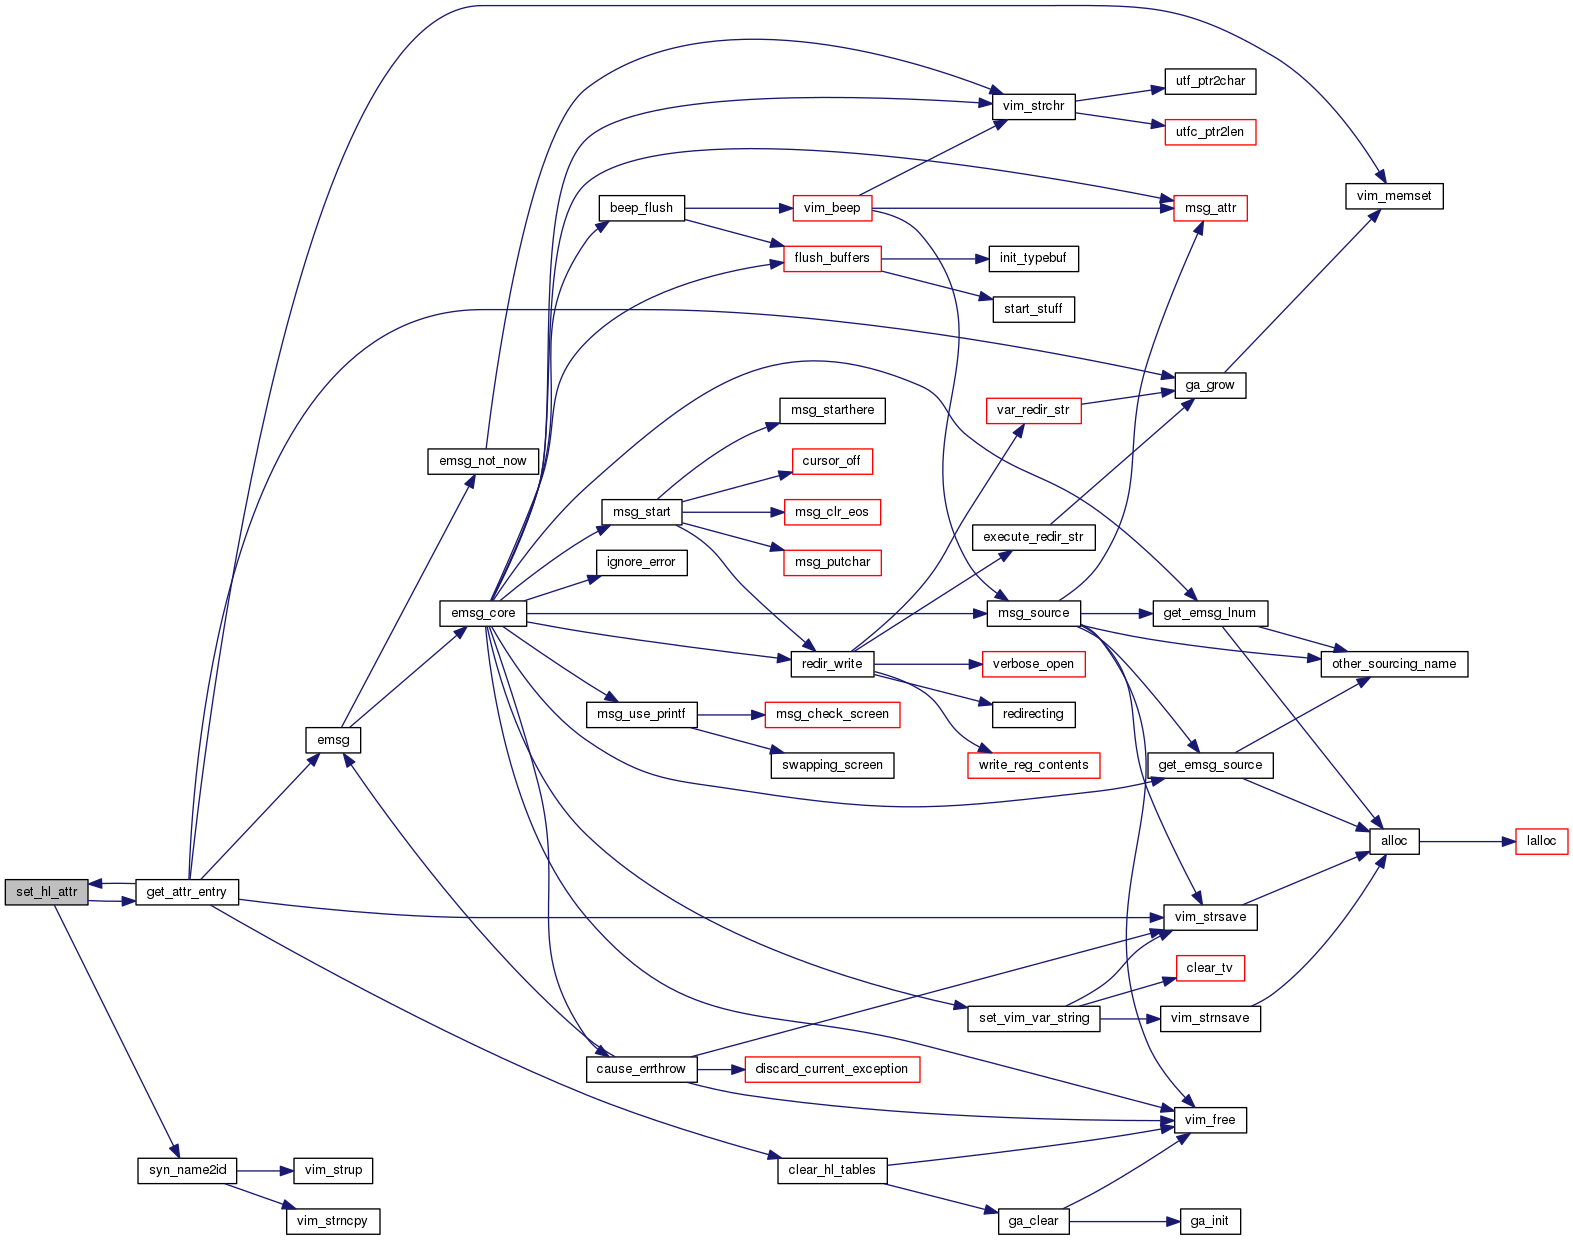 utf_ptr2char
vim_strchr
utfc_ptr2len
vim_memset
beep_flush
vim_beep
msg_attr
flush_buffers
init_typebuf
start_stuff
ga_grow
msg_starthere
var_redir_str
emsg_not_now
cursor_off
msg_start
msg_clr_eos
execute_redir_str
ignore_error
msg_putchar
emsg_core
msg_source
get_emsg_lnum
redir_write
verbose_open
other_sourcing_name
msg_use_printf
msg_check_screen
redirecting
emsg
swapping_screen
write_reg_contents
get_emsg_source
alloc
lalloc
set_hl_attr
get_attr_entry
vim_strsave
clear_tv
set_vim_var_string
vim_strnsave
cause_errthrow
discard_current_exception
vim_free
syn_name2id
vim_strup
clear_hl_tables
vim_strncpy
ga_clear
ga_init